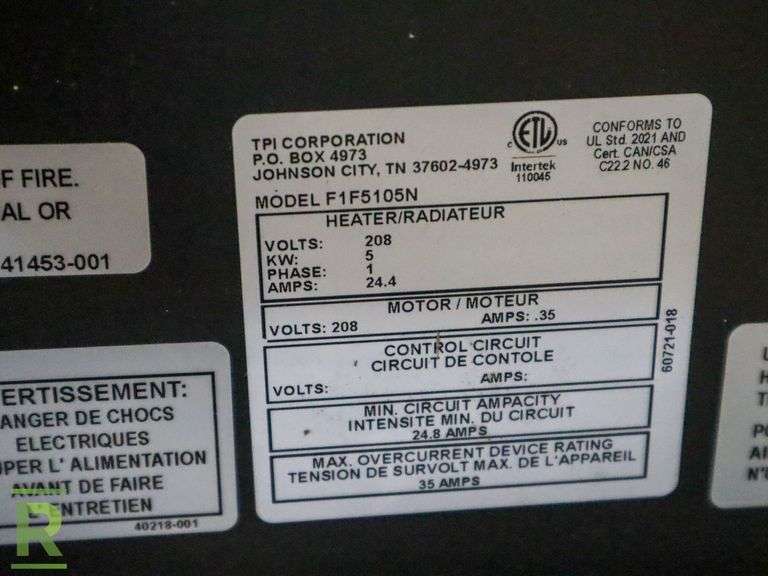 F FIRE.
AL OR
41453-001
TPI CORPORATION
P.O. BOX 4973
JOHNSON CITY, TN 37602-4973
C ETL US
Intertek
110045
CONFORMS TO
UL Std. 2021 AND
Cert. CAN/CSA
C22.2 NO. 46
MODEL F1F5105N
HEATER/RADIATEUR
VOLTS: 208
KW: 5
PHASE: 1
AMPS: 24.4
MOTOR / MOTEUR
VOLTS: 208 AMPS: .35
CONTROL CIRCUIT
CIRCUIT DE CONTOLE
VOLTS: AMPS:
MIN. CIRCUIT AMPACITY
INTENSITE MIN. DU CIRCUIT
24.8 AMPS
MAX. OVERCURRENT DEVICE RATING
TENSION DE SURVOLT MAX. DE L'APPAREIL
35 AMPS
60721-018
ERTISSEMENT:
ANGER DE CHOCS
ELECTRIQUES
UPER L' ALIMENTATION
AVANT DE FAIRE
ENTRETIEN
40218-001
R
U
H
T
PO
AI
N'